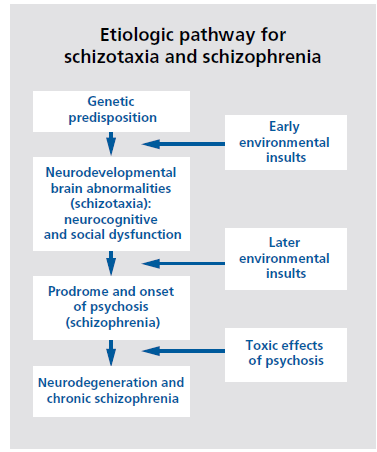 Etiologic pathway for
schizotaxia and schizophrenia
Genetic
predisposition
Early
environmental
insults
Neurodevelopmental
brain abnormalities
(schizotaxia):
neurocognitive
and social dysfunction
Later
environmental
insults
Prodrome and onset
of psychosis
(schizophrenia)
Toxic effects
of psychosis
Neurodegeneration and
chronic schizophrenia